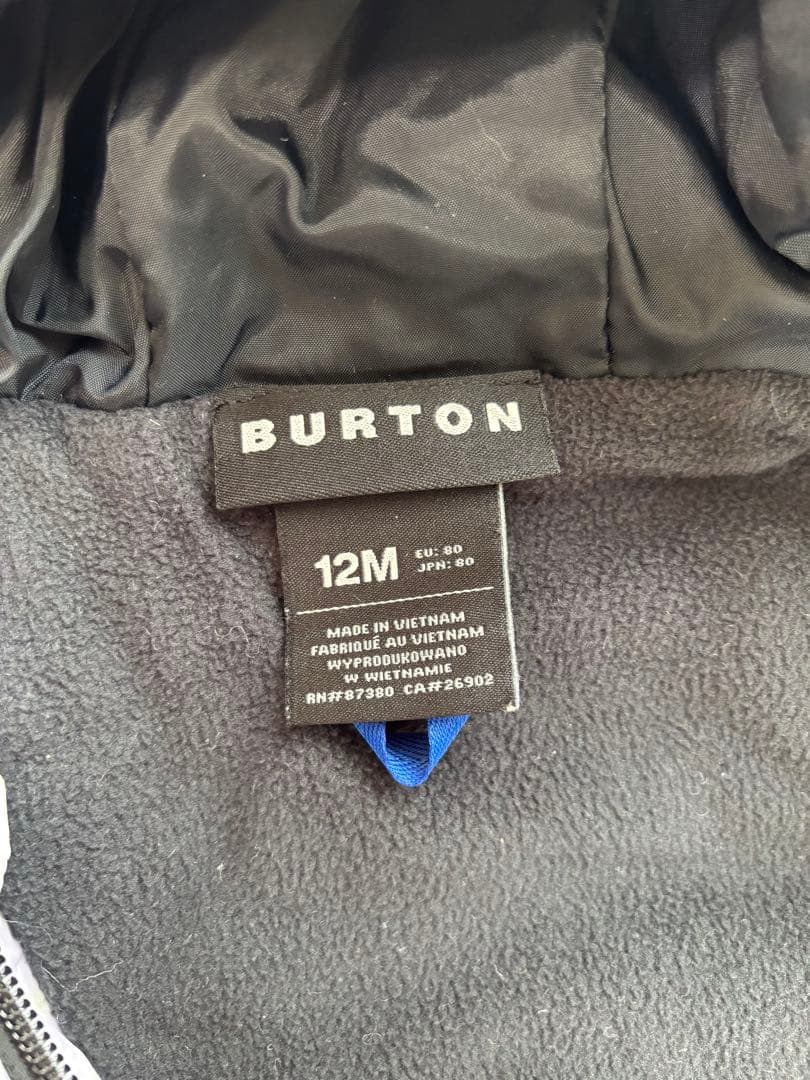 BURTON
12M
EU: 80
JPN: 80
MADE IN VIETNAM
FABRIQUÉ AU VIETNAM
WYPRODUKOWANO
W WIETNAMIE
RN#87380 CA#26902